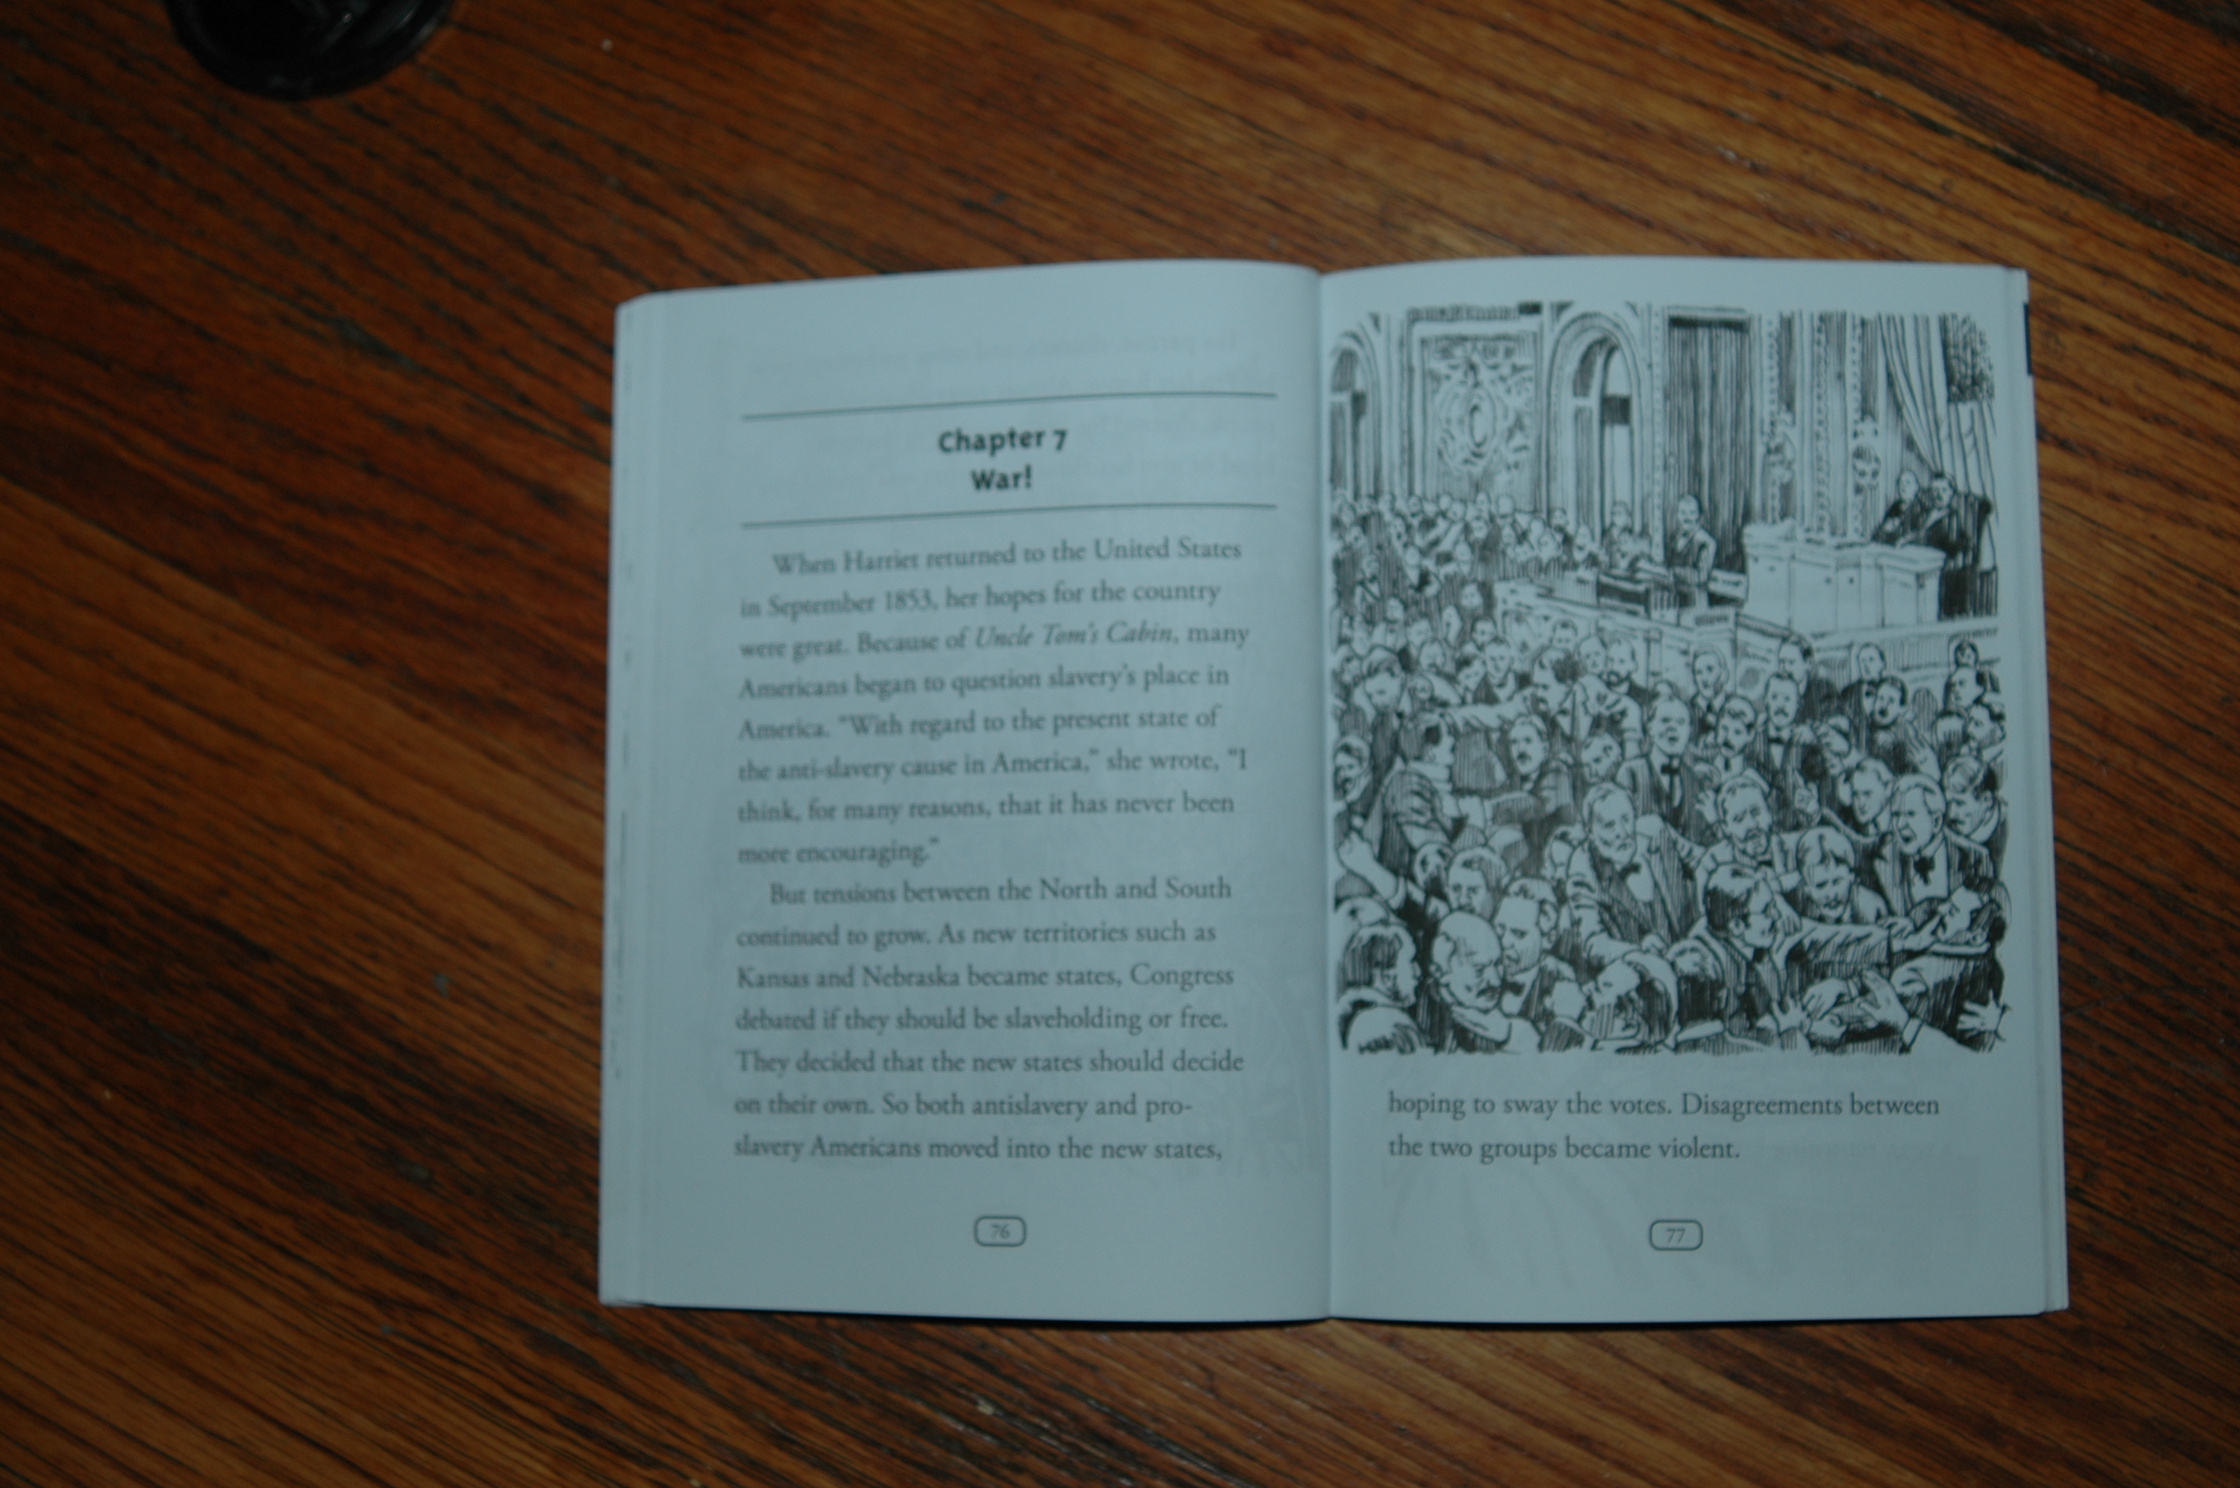 Chapter 7
War!
When Harriet returned to the United States
in September 1853, her hopes for the country
were great. Because of Uncle Tom's Cabin, many
Americans began to question slavery's place in
America. "With regard to the present state of
the anti-slavery cause in America," she wrote, "I
think, for many reasons, that it has never been
more encouraging."
But tensions between the North and South
continued to grow. As new territories such as
Kansas and Nebraska became states, Congress
debated if they should be slaveholding or free.
They decided that the new states should decide
on their own. So both antislavery and pro-
slavery Americans moved into the new states,
76
hoping to sway the votes. Disagreements between
the two groups became violent.
77